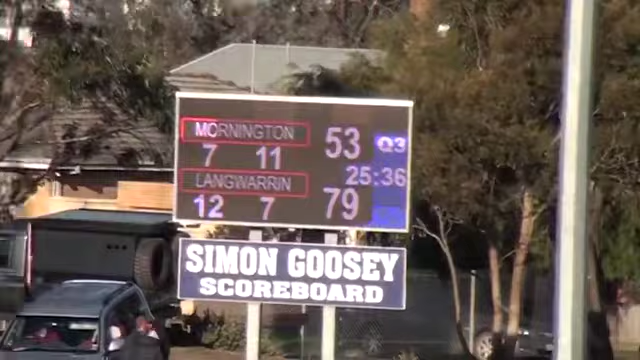 MORNINGTON 53 Q3
7 11
25:36
LANGWARRIN 79
12 7
SIMON GOOSEY
SCOREBOARD